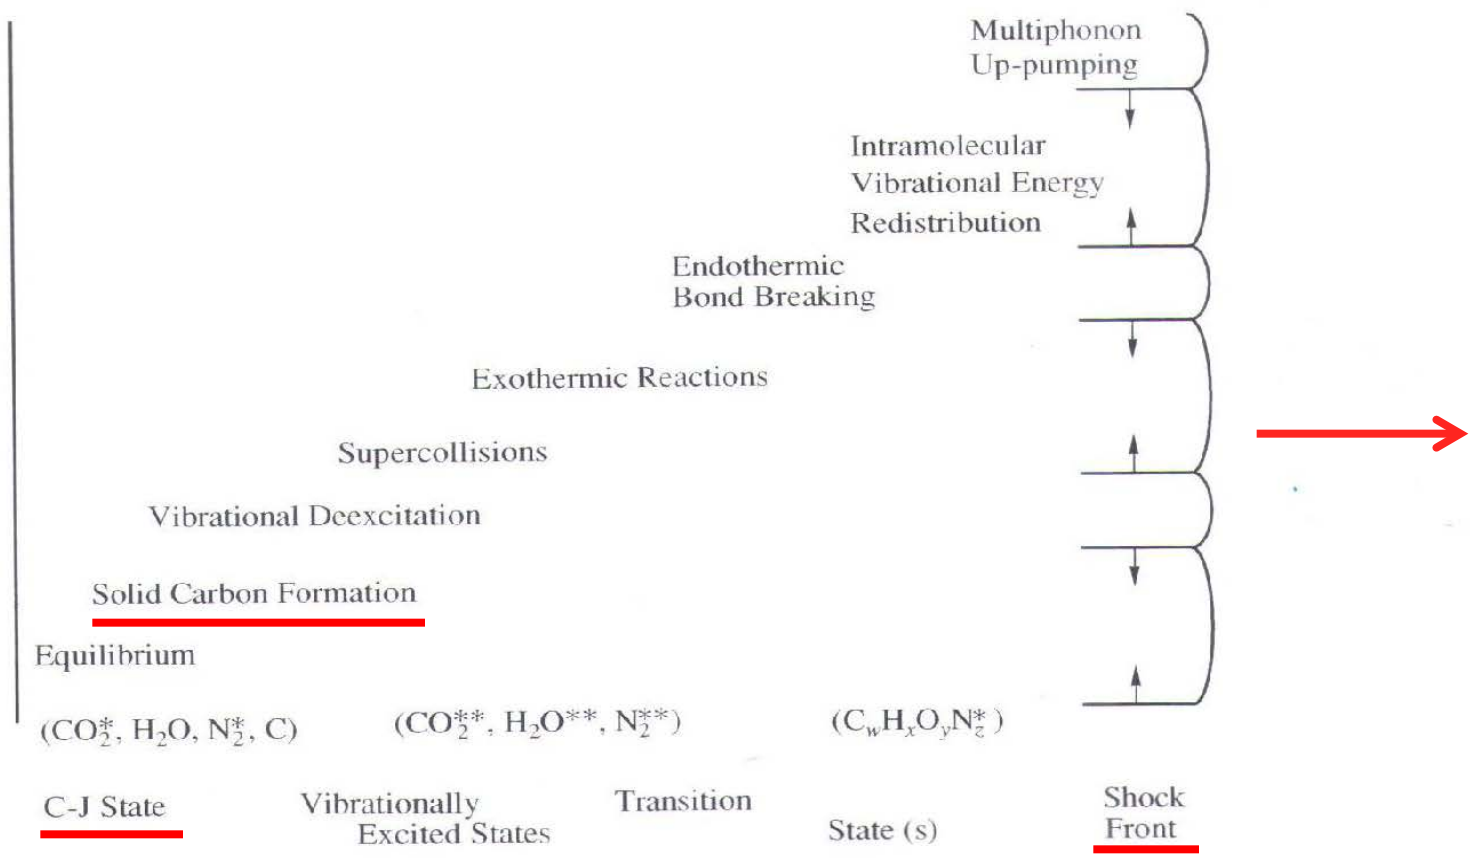 Multiphonon
Up-pumping
Intramolecular
Vibrational Energy
Redistribution
Endothermic
Bond Breaking
Exothermic Reactions
Supercollisions
Vibrational Deexcitation
Solid Carbon Formation
Equilibrium
(CO₂*, H₂O, N₂*, C) (CO₂**, H₂O**, N₂**) (C_wH_xO_yN_z*)
C-J State Vibrationally Transition Shock
Excited States State (s) Front